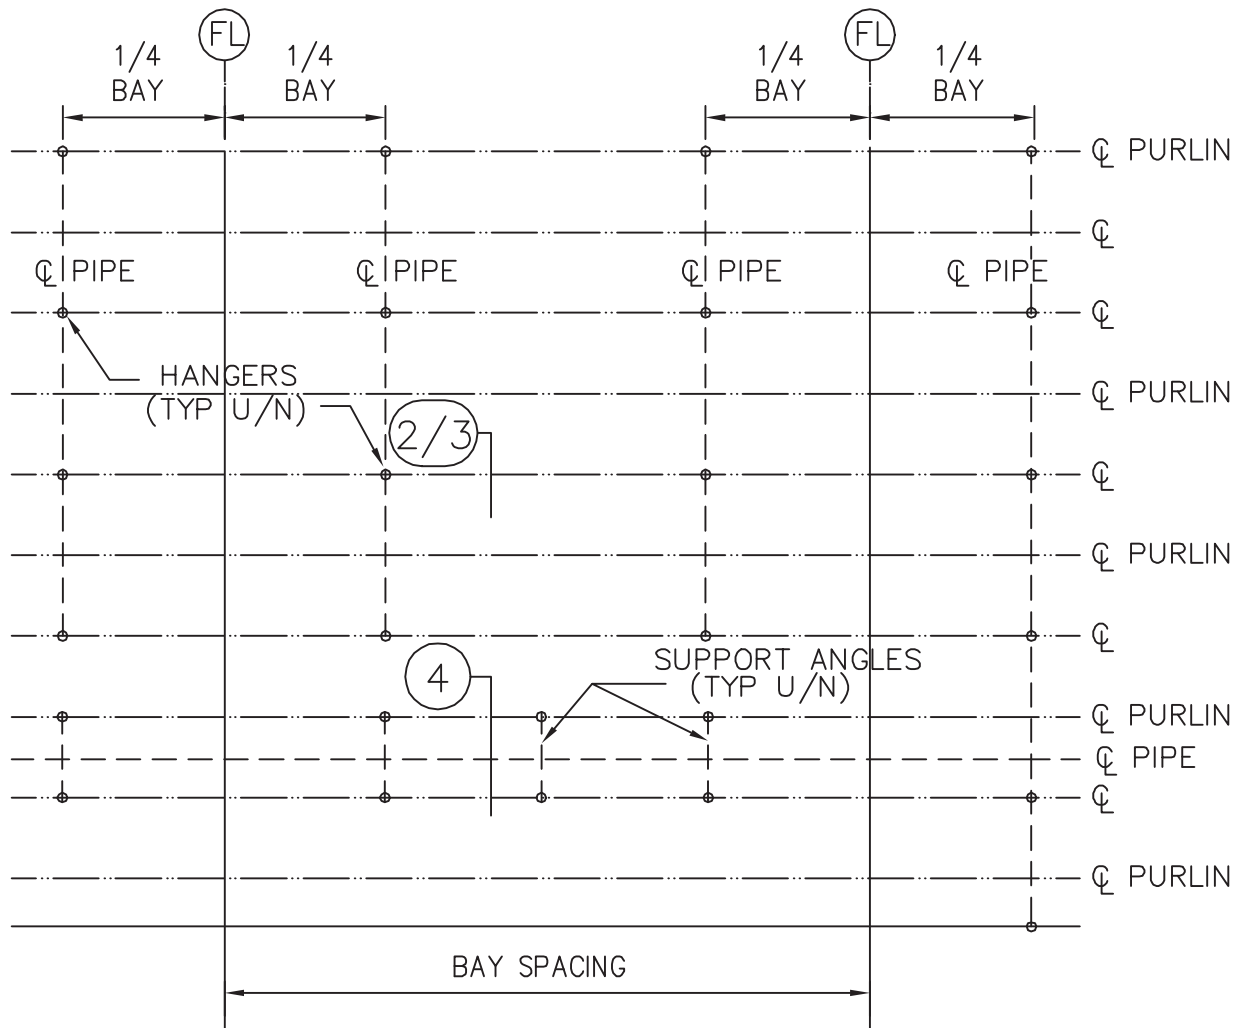 FL
FL
1/4
BAY
1/4
BAY
1/4
BAY
1/4
BAY
℄ PURLIN
℄
℄ PIPE
℄ PIPE
℄ PIPE
℄ PIPE
℄
HANGERS
(TYP U/N)
℄ PURLIN
2/3
℄
℄ PURLIN
℄
SUPPORT ANGLES
(TYP U/N)
4
℄ PURLIN
℄ PIPE
℄
℄ PURLIN
BAY SPACING